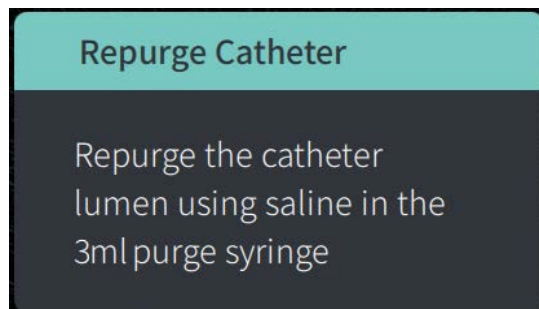 Repurge Catheter
Repurge the catheter
lumen using saline in the
3ml purge syringe